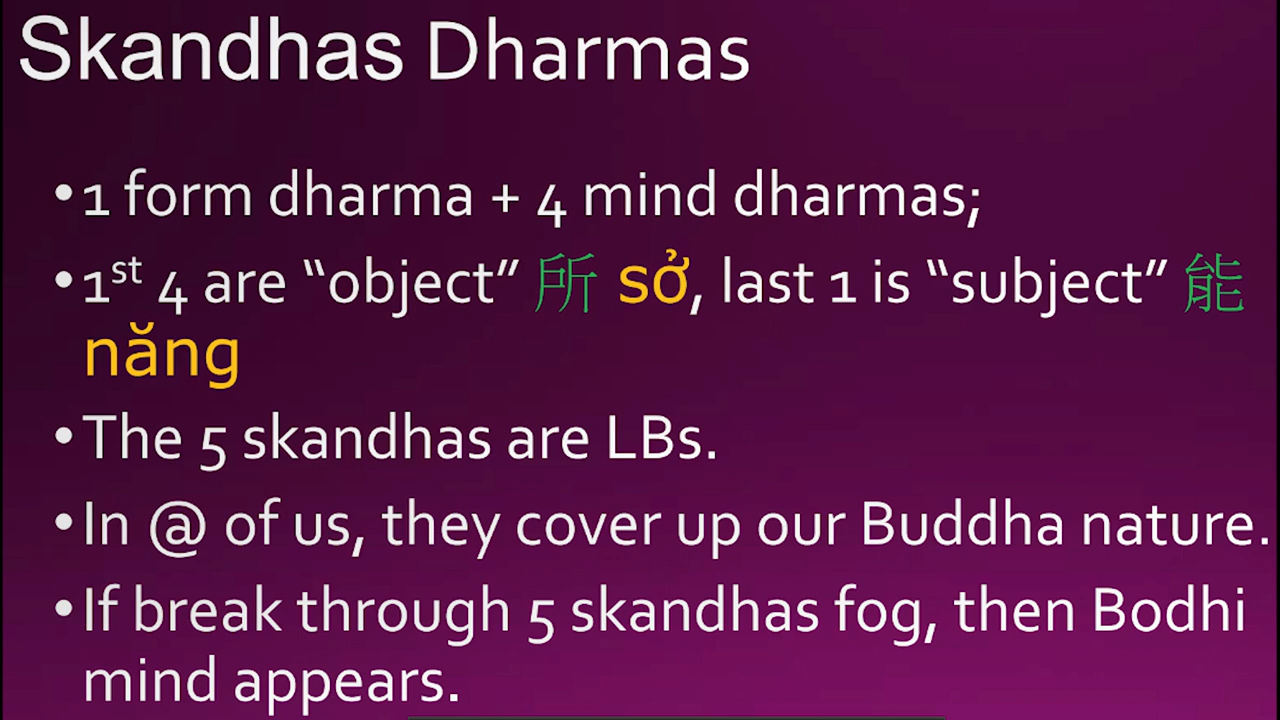 Skandhas Dharmas
•1 form dharma + 4 mind dharmas;
•1st 4 are “object” 所 sở, last 1 is “subject” 能
năng
•The 5 skandhas are LBs.
•In @ of us, they cover up our Buddha nature.
•If break through 5 skandhas fog, then Bodhi
mind appears.